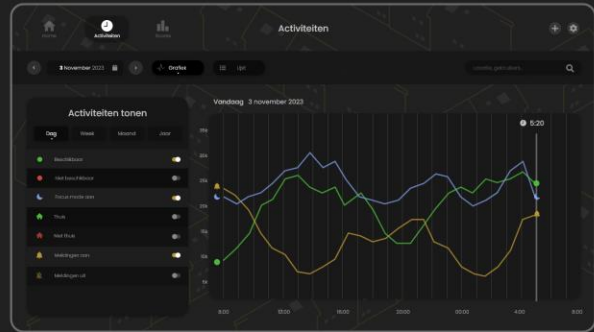 Home
Activiteiten
Activiteiten
3 November 2023
Grafiek
Lijst
Activiteiten tonen
Dag
Week
Maand
Jaar
Beschikbaar
Niet beschikbaar
Focus modus aan
Thuis
Niet thuis
Meldingen aan
Meldingen uit
Vandaag 3 november 2023
5:20
8:00
12:00
16:00
20:00
00:00
4:00
8:00